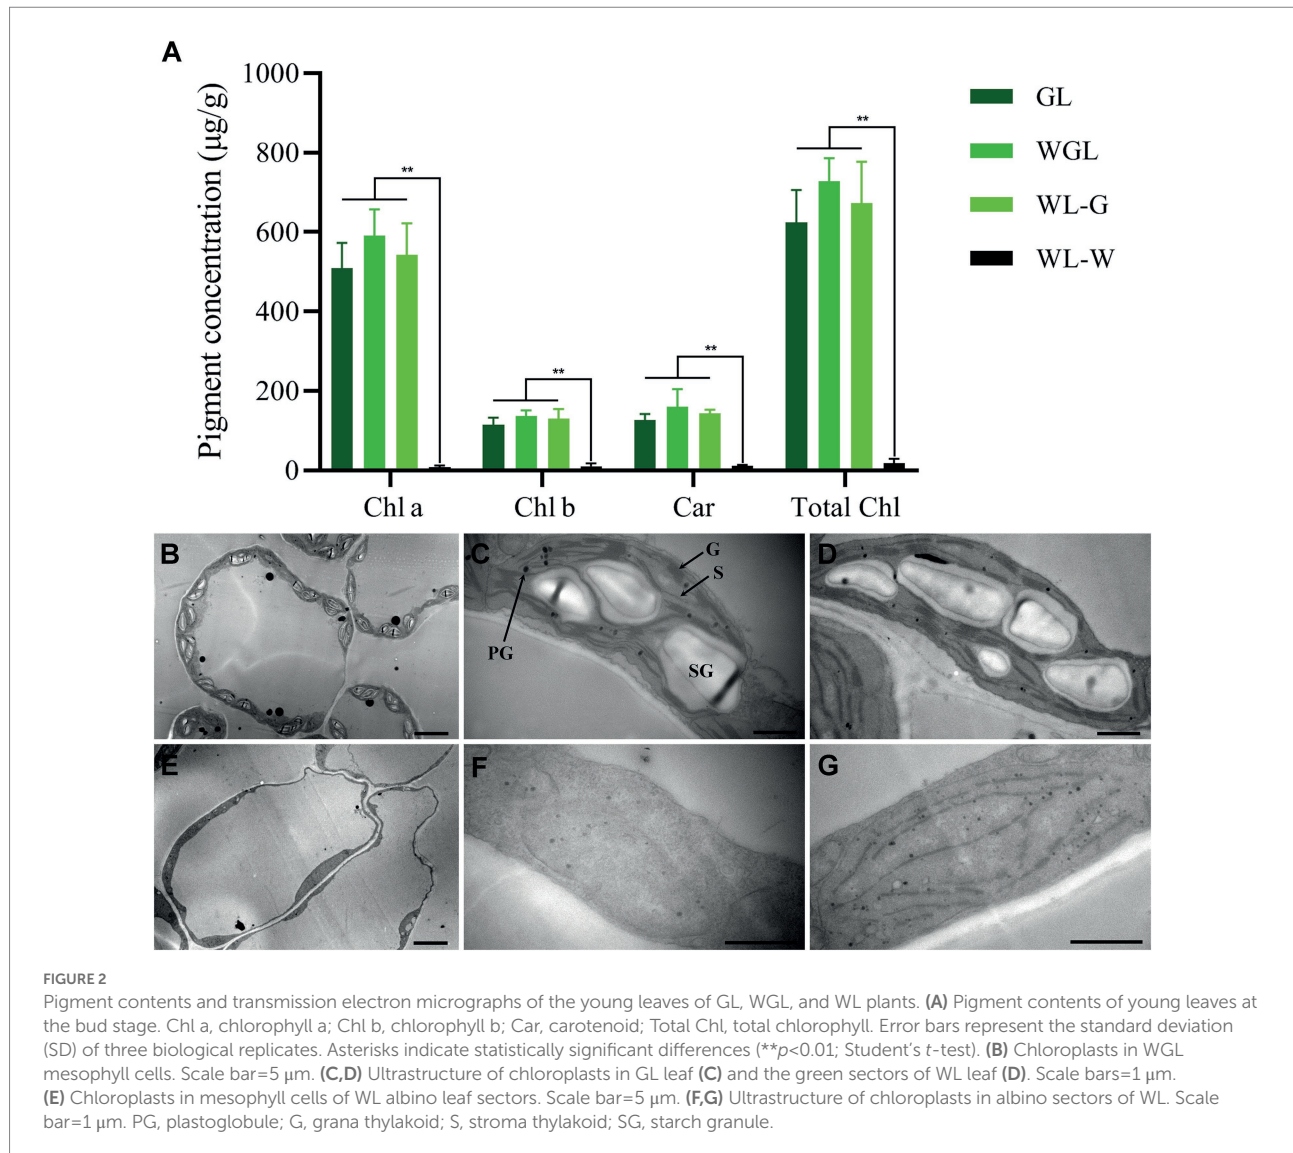 A
Pigment concentration (μg/g)
1000
800
600
400
200
0
**
**
**
**
Chl a
Chl b
Car
Total Chl
GL
WGL
WL-G
WL-W
B
C
G
S
PG
SG
D
E
F
G
FIGURE 2
Pigment contents and transmission electron micrographs of the young leaves of GL, WGL, and WL plants. (A) Pigment contents of young leaves at
the bud stage. Chl a, chlorophyll a; Chl b, chlorophyll b; Car, carotenoid; Total Chl, total chlorophyll. Error bars represent the standard deviation
(SD) of three biological replicates. Asterisks indicate statistically significant differences (**p<0.01; Student's t-test). (B) Chloroplasts in WGL
mesophyll cells. Scale bar=5 μm. (C,D) Ultrastructure of chloroplasts in GL leaf (C) and the green sectors of WL leaf (D). Scale bars=1 μm.
(E) Chloroplasts in mesophyll cells of WL albino leaf sectors. Scale bar=5 μm. (F,G) Ultrastructure of chloroplasts in albino sectors of WL. Scale
bar=1 μm. PG, plastoglobule; G, grana thylakoid; S, stroma thylakoid; SG, starch granule.